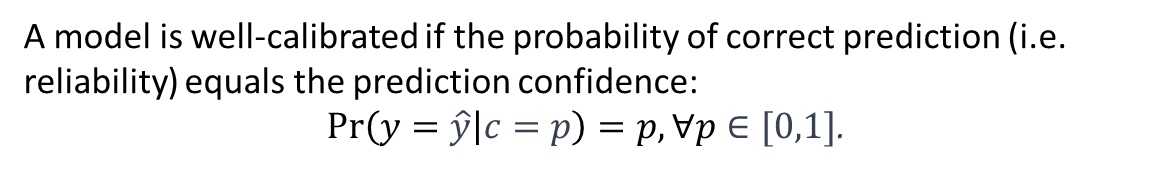 A model is well-calibrated if the probability of correct prediction (i.e.
reliability) equals the prediction confidence:
Pr(y = ŷ|c = p) = p, ∀p ∈ [0,1].